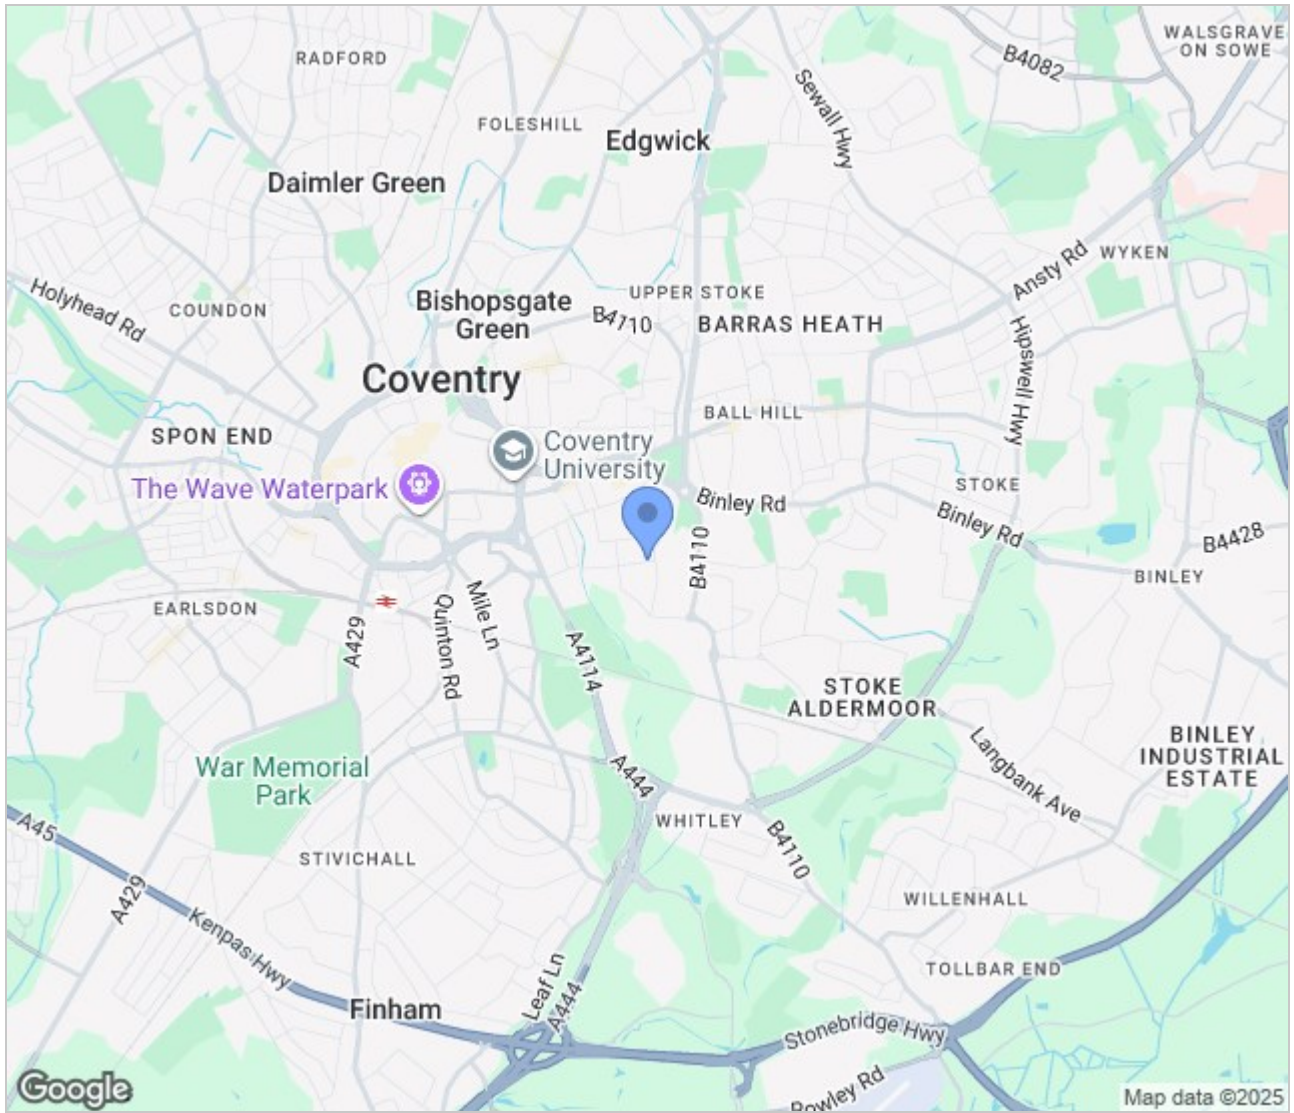 WALSGRAVE
ON SOWE
RADFORD
B4082
Sewall Hwy
FOLESHILL
Edgwick
Daimler Green
WYKEN
Ansty Rd
Holyhead Rd
COUNDON
Bishopsgate
Green
UPPER STOKE
B4710
BARRAS HEATH
Hipswell Hwy
Coventry
BALL HILL
SPON END
Coventry
University
The Wave Waterpark
STOKE
Binley Rd
Binley Rd
B4428
B4110
BINLEY
EARLSDON
A429
Quinton Rd
Mile Ln
A4114
STOKE
ALDERMOOR
Langbank Ave
BINLEY
INDUSTRIAL
ESTATE
War Memorial
Park
A444
WHITLEY
A45
STIVICHALL
B4110
A429
WILLENHALL
Kenpas Hwy
TOLLBAR END
Leaf Ln
A444
Finham
Stonebridge Hwy
Rowley Rd
Google
Map data ©2025